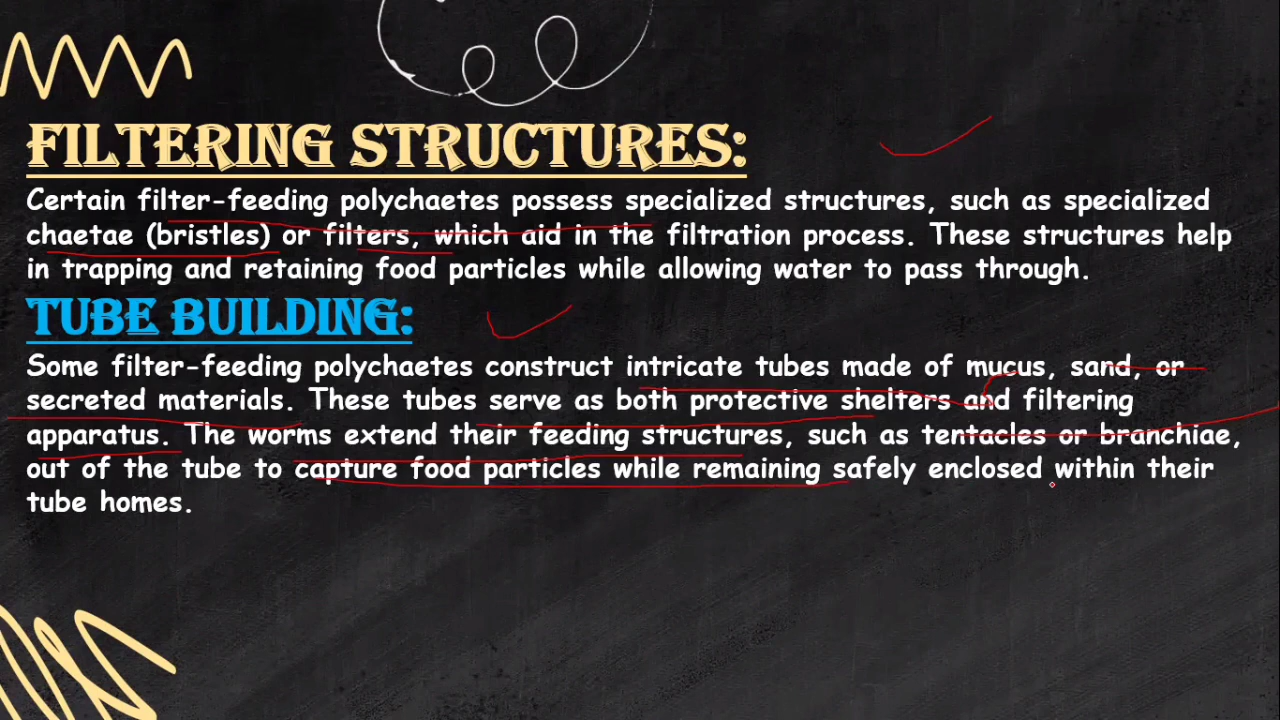 FILTERING STRUCTURES:
Certain filter-feeding polychaetes possess specialized structures, such as specialized
chaetae (bristles) or filters, which aid in the filtration process. These structures help
in trapping and retaining food particles while allowing water to pass through.
TUBE BUILDING:
Some filter-feeding polychaetes construct intricate tubes made of mucus, sand, or
secreted materials. These tubes serve as both protective shelters and filtering
apparatus. The worms extend their feeding structures, such as tentacles or branchiae,
out of the tube to capture food particles while remaining safely enclosed within their
tube homes.